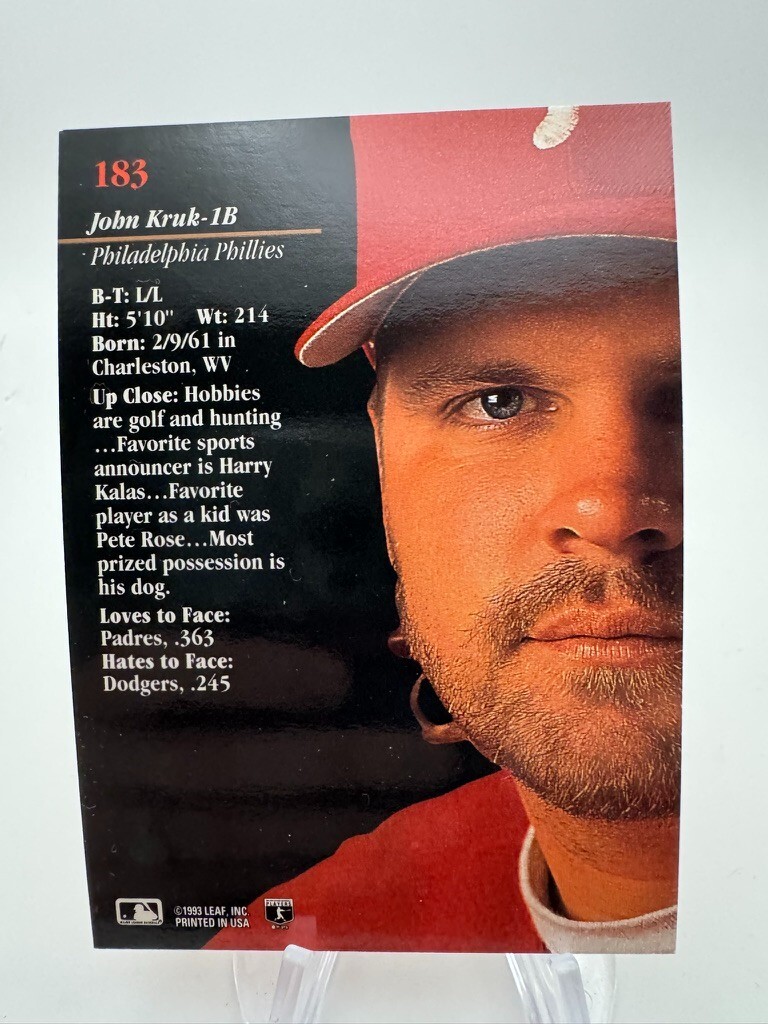 183
John Kruk-1B
Philadelphia Phillies
B-T: L/L
Ht: 5'10" Wt: 214
Born: 2/9/61 in
Charleston, WV
Up Close: Hobbies
are golf and hunting
...Favorite sports
announcer is Harry
Kalas...Favorite
player as a kid was
Pete Rose...Most
prized possession is
his dog.
Loves to Face:
Padres, .363
Hates to Face:
Dodgers, .245
©1993 LEAF, INC.
PRINTED IN USA
PLAYERS